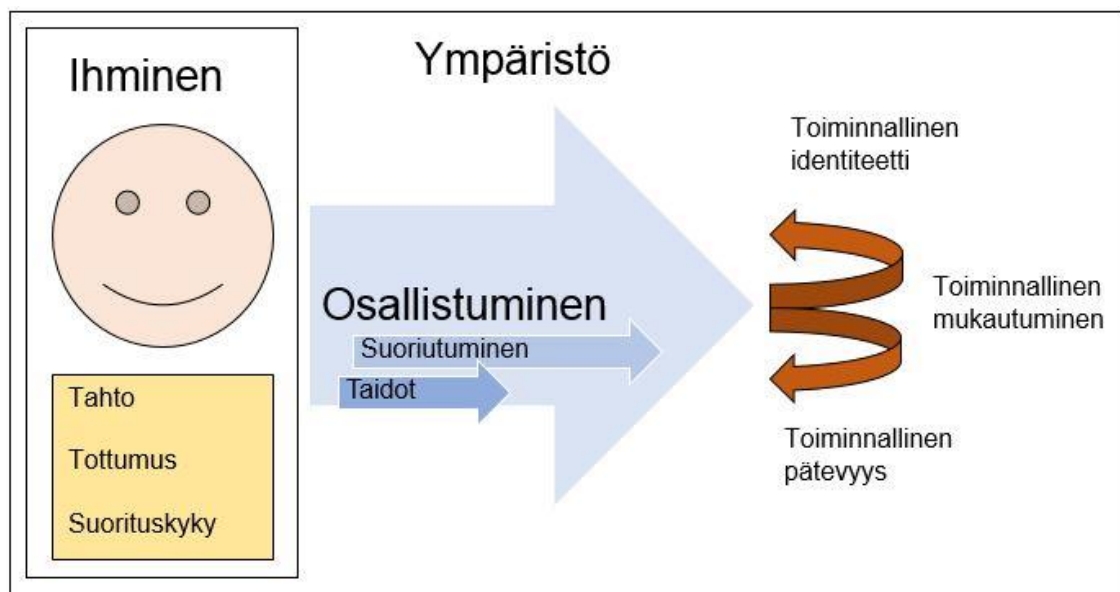 Ihminen
Tahto
Tottumus
Suorituskyky
Ympäristö
Osallistuminen
Suoriutuminen
Taidot
Toiminnallinen
identiteetti
Toiminnallinen
mukautuminen
Toiminnallinen
pätevyys